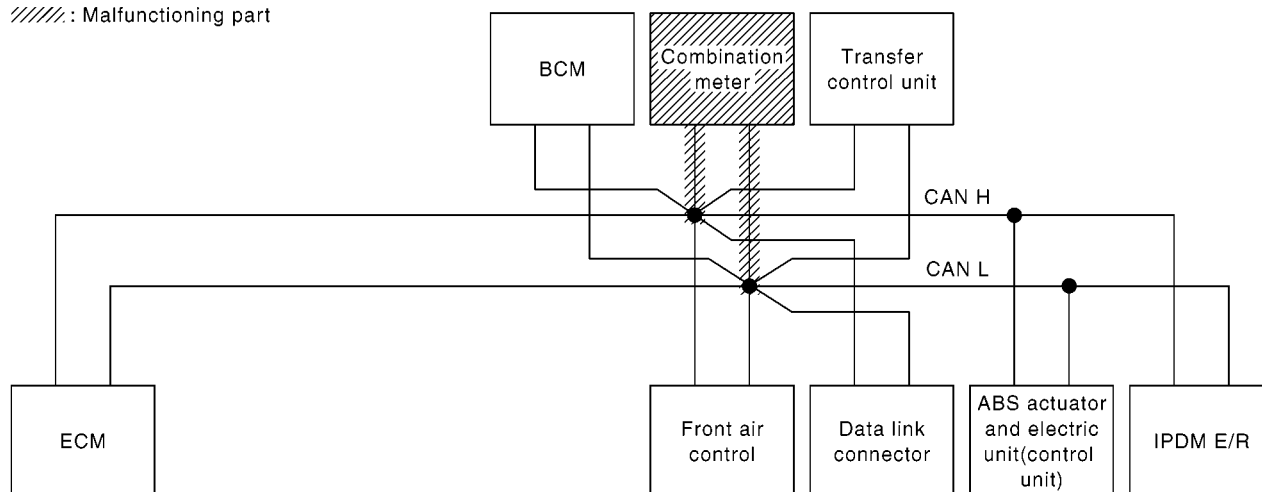 : Malfunctioning part
BCM
Combination
meter
Transfer
control unit
CAN H
CAN L
ECM
Front air
control
Data link
connector
ABS actuator
and electric
unit(control
unit)
IPDM E/R